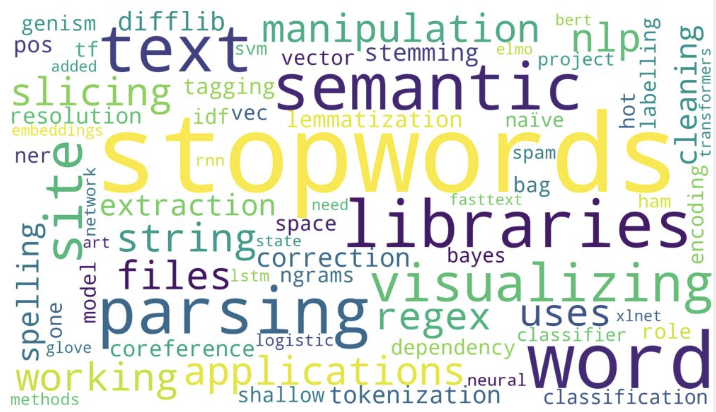 genism difflib manipulation bert nlp
pos tf text svm vector stemming elmo project labelling
added
slicing tagging semantic hot cleaning transformers
resolution idf vec lemmatization naïve
embeddings stopwords
ner rnn spam
site network bag ham
extraction need fasttext encoding
art string state space libraries
correction bayes
spelling model files lstm ngrams visualizing
one parsing regex uses xlnet
glove coreference logistic dependency classifier role
working applications neural word
methods shallow tokenization classification